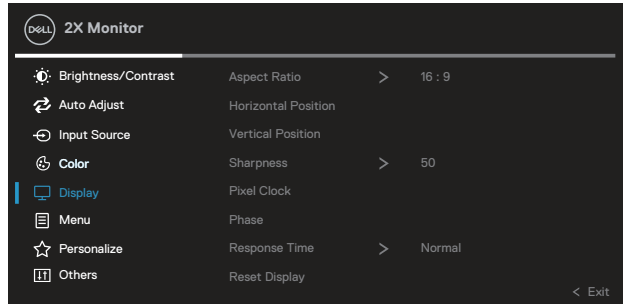 DELL 2X Monitor
Brightness/Contrast Aspect Ratio > 16 : 9
Auto Adjust Horizontal Position
Input Source Vertical Position
Color Sharpness > 50
Display Pixel Clock
Menu Phase
Personalize Response Time > Normal
Others Reset Display
< Exit